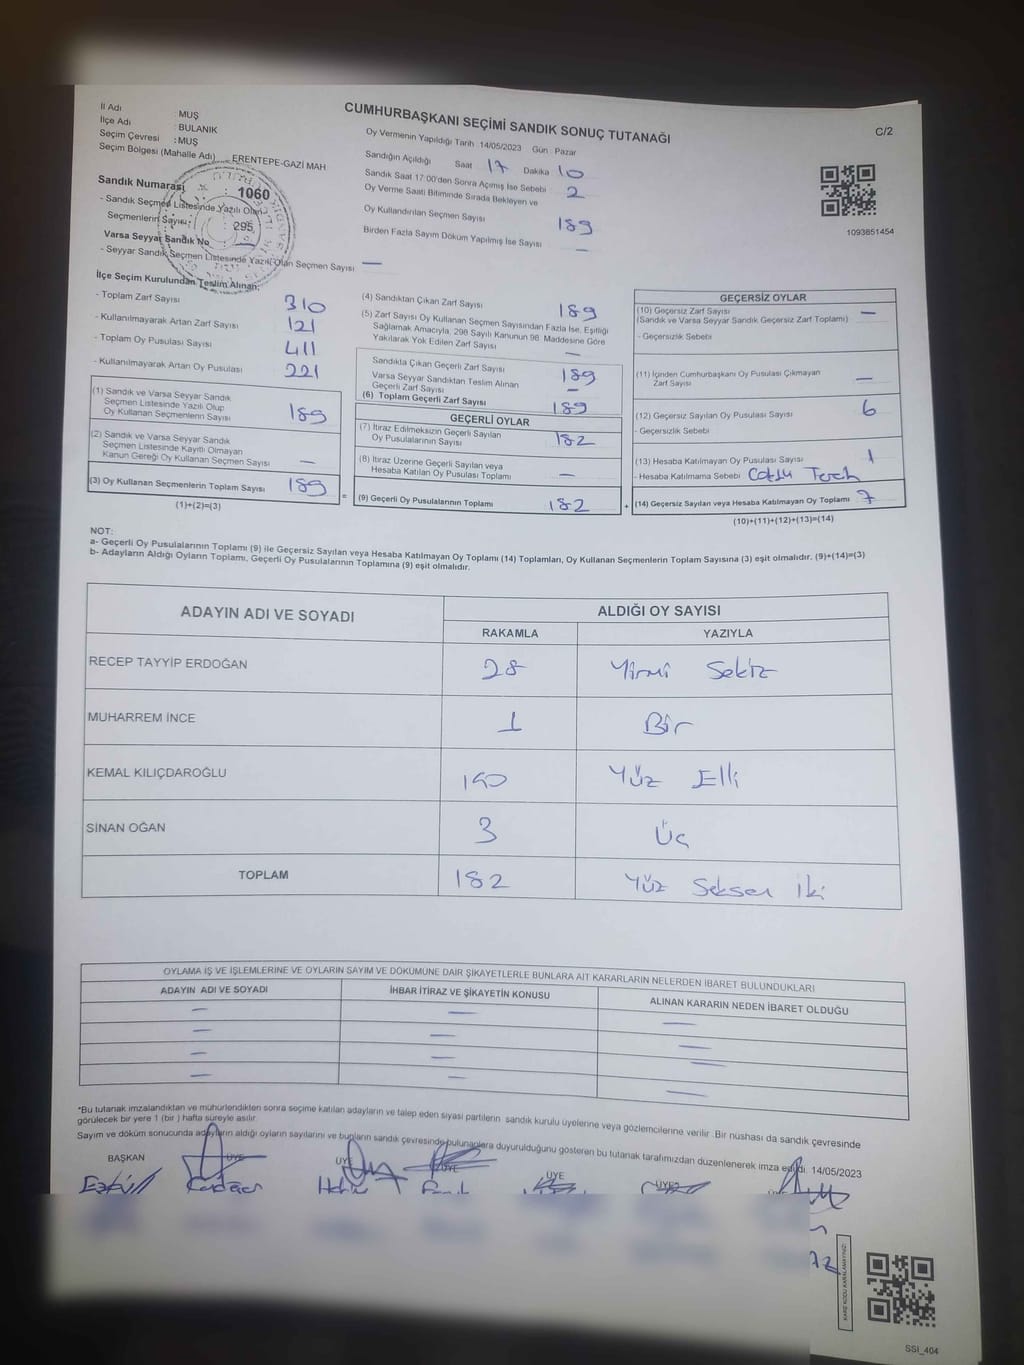 CUMHURBAŞKANI SEÇİMİ SANDIK SONUÇ TUTANAĞI
C/2
İl Adı : MUŞ
İlçe Adı : BULANIK
Seçim Çevresi : MUŞ
Seçim Bölgesi (Mahalle Adı) ERENTEPE-GAZİ MAH
Sandık Numarası : 1060
- Sandık Seçmen Listesinde Yazılı Olan
Seçmenlerin Sayısı : 295
Varsa Seyyar Sandık No
- Seyyar Sandık Seçmen Listesinde Yazılı Olan Seçmen Sayısı —
Oy Vermenin Yapıldığı Tarih 14/05/2023 Gün : Pazar
Sandığın Açıldığı Saat 17 Dakika 10
Sandık Saat 17:00'den Sonra Açılmış İse Sebebi
Oy Verme Saati Bitiminde Sırada Bekleyen ve 2
Oy Kullandırılan Seçmen Sayısı 189
Birden Fazla Sayım Döküm Yapılmış İse Sayısı —
1093851454
İlçe Seçim Kurulundan Teslim Alınan;
- Toplam Zarf Sayısı 310
- Kullanılmayarak Artan Zarf Sayısı 121
- Toplam Oy Pusulası Sayısı 411
- Kullanılmayarak Artan Oy Pusulası 221
(1) Sandık ve Varsa Seyyar Sandık
Seçmen Listesinde Yazılı Olup
Oy Kullanan Seçmenlerin Sayısı 189
(2) Sandık ve Varsa Seyyar Sandık
Seçmen Listesinde Kayıtlı Olmayan
Kanun Gereği Oy Kullanan Seçmen Sayısı —
(3) Oy Kullanan Seçmenlerin Toplam Sayısı 189
(1)+(2)=(3)
=
(4) Sandıktan Çıkan Zarf Sayısı 189
(5) Zarf Sayısı Oy Kullanan Seçmen Sayısından Fazla İse, Eşitliği
Sağlamak Amacıyla, 298 Sayılı Kanunun 98. Maddesine Göre
Yakılarak Yok Edilen Zarf Sayısı —
Sandıkta Çıkan Geçerli Zarf Sayısı 189
Varsa Seyyar Sandıktan Teslim Alınan
Geçerli Zarf Sayısı —
(6) Toplam Geçerli Zarf Sayısı 189
GEÇERLİ OYLAR
(7) İtiraz Edilmeksizin Geçerli Sayılan
Oy Pusulalarının Sayısı 182
(8) İtiraz Üzerine Geçerli Sayılan veya
Hesaba Katılan Oy Pusulası Toplamı —
(9) Geçerli Oy Pusulalarının Toplamı 182
+
GEÇERSİZ OYLAR
(10) Geçersiz Zarf Sayısı —
(Sandık ve Varsa Seyyar Sandık Geçersiz Zarf Toplamı)
- Geçersizlik Sebebi
(11) İçinden Cumhurbaşkanı Oy Pusulası Çıkmayan
Zarf Sayısı —
(12) Geçersiz Sayılan Oy Pusulası Sayısı 6
- Geçersizlik Sebebi
(13) Hesaba Katılmayan Oy Pusulası Sayısı 1
- Hesaba Katılmama Sebebi
(14) Geçersiz Sayılan veya Hesaba Katılmayan Oy Toplamı 7
(10)+(11)+(12)+(13)=(14)
NOT:
a- Geçerli Oy Pusulalarının Toplamı (9) ile Geçersiz Sayılan veya Hesaba Katılmayan Oy Toplamı (14) Toplamları, Oy Kullanan Seçmenlerin Toplam Sayısına (3) eşit olmalıdır. (9)+(14)=(3)
b- Adayların Aldığı Oyların Toplamı, Geçerli Oy Pusulalarının Toplamına (9) eşit olmalıdır.
ADAYIN ADI VE SOYADI ALDIĞI OY SAYISI
RAKAMLA YAZIYLA
RECEP TAYYİP ERDOĞAN 28 Yirmi Sekiz
MUHARREM İNCE 1 Bir
KEMAL KILIÇDAROĞLU 150 Yüz Elli
SİNAN OĞAN 3 Üç
TOPLAM 182 Yüz Seksen İki
OYLAMA İŞ VE İŞLEMLERİNE VE OYLARIN SAYIM VE DÖKÜMÜNE DAİR ŞİKAYETLERLE BUNLARA AİT KARARLARIN NELERDEN İBARET BULUNDUKLARI
ADAYIN ADI VE SOYADI İHBAR İTİRAZ VE ŞİKAYETİN KONUSU ALINAN KARARIN NEDEN İBARET OLDUĞU
— — —
— — —
— — —
— — —
*Bu tutanak imzalandıktan ve mühürlendikten sonra seçime katılan adayların ve talep eden siyasi partilerin sandık kurulu üyelerine veya gözlemcilerine verilir. Bir nüshası da sandık çevresinde
görülecek bir yere 1 (bir) hafta süreyle asılır.
Sayım ve döküm sonucunda adayların aldığı oyların sayılarını ve bunların sandık çevresinde bulunanlara duyurulduğunu gösteren bu tutanak tarafımızdan düzenlenerek imza edildi. 14/05/2023
BAŞKAN ÜYE ÜYE ÜYE ÜYE ÜYE
KARE KODU KARALAMAYINIZ!
SSI_404